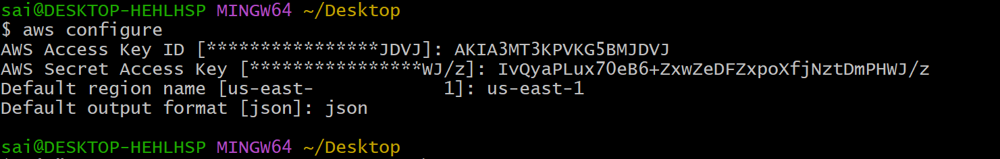 sai@DESKTOP-HEHLHSP MINGW64 ~/Desktop
$ aws configure
AWS Access Key ID [****************JDVJ]: AKIA3MT3KPVKG5BMJDVJ
AWS Secret Access Key [****************WJ/z]: 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
Default region name [us-east-            1]: us-east-1
Default output format [json]: json
sai@DESKTOP-HEHLHSP MINGW64 ~/Desktop